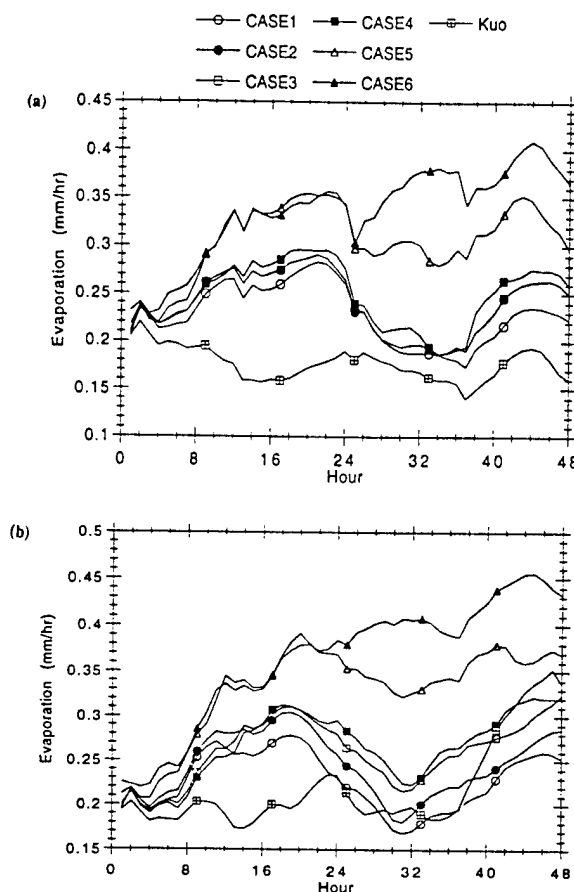 CASE1 CASE4 Kuo
CASE2 CASE5
CASE3 CASE6
(a)
0.45
0.4
0.35
0.3
0.25
0.2
0.15
0.1
Evaporation (mm/hr)
0 8 16 24 32 40 48
Hour
(b)
0.5
0.45
0.4
0.35
0.3
0.25
0.2
0.15
Evaporation (mm/hr)
0 8 16 24 32 40 48
Hour